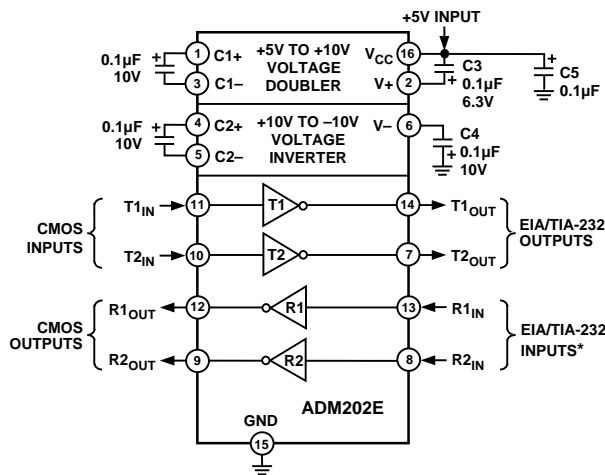 +5V INPUT
0.1µF
10V
+
1
C1+
3
C1–
+5V TO +10V
VOLTAGE
DOUBLER
VCC
16
V+
2
+
C3
0.1µF
6.3V
+
C5
0.1µF
0.1µF
10V
+
4
C2+
5
C2–
+10V TO –10V
VOLTAGE
INVERTER
V–
6
C4
+
0.1µF
10V
CMOS
INPUTS
T1IN
11
T1
14
T1OUT
T2IN
10
T2
7
T2OUT
EIA/TIA-232
OUTPUTS
CMOS
OUTPUTS
R1OUT
12
R1
13
R1IN
R2OUT
9
R2
8
R2IN
EIA/TIA-232
INPUTS*
ADM202E
GND
15